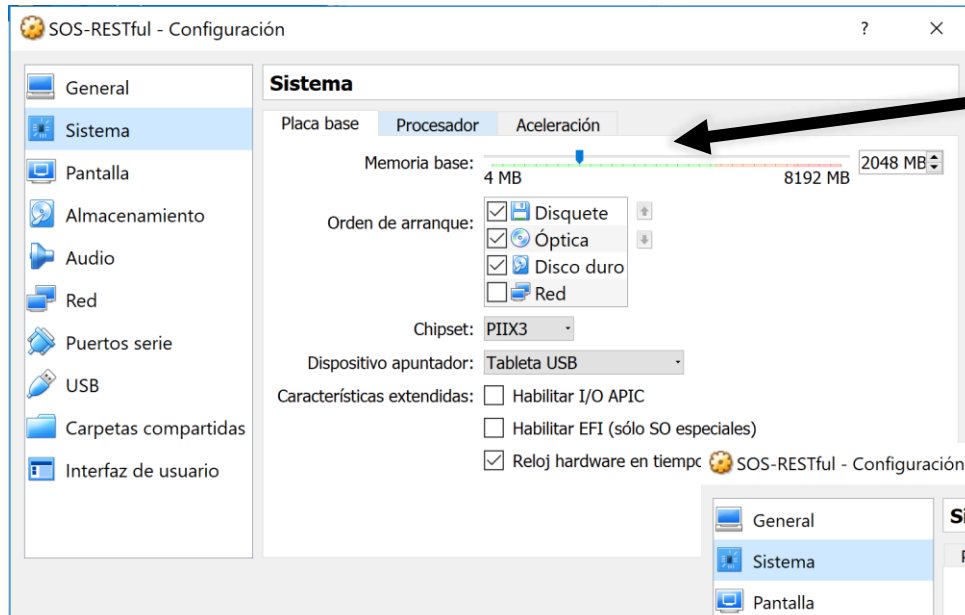 SOS-RESTful - Configuración
?
General
Sistema
Pantalla
Almacenamiento
Audio
Red
Puertos serie
USB
Carpetas compartidas
Interfaz de usuario
Sistema
Placa base Procesador Aceleración
Memoria base: 2048 MB
4 MB 8192 MB
Orden de arranque: Disquete
Óptica
Disco duro
Red
Chipset: PIIX3
Dispositivo apuntador: Tableta USB
Características extendidas: Habilitar I/O APIC
Habilitar EFI (sólo SO especiales)
Reloj hardware en
SOS-RESTful - Configuración
General
Sistema
Pantalla